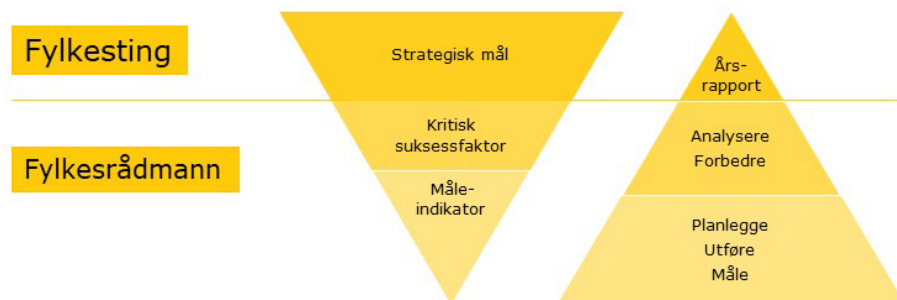 Fylkesting
Strategisk mål
Års-
rapport
Fylkesrådmann
Kritisk
suksessfaktor
Måle-
indikator
Analysere
Forbedre
Planlegge
Utføre
Måle